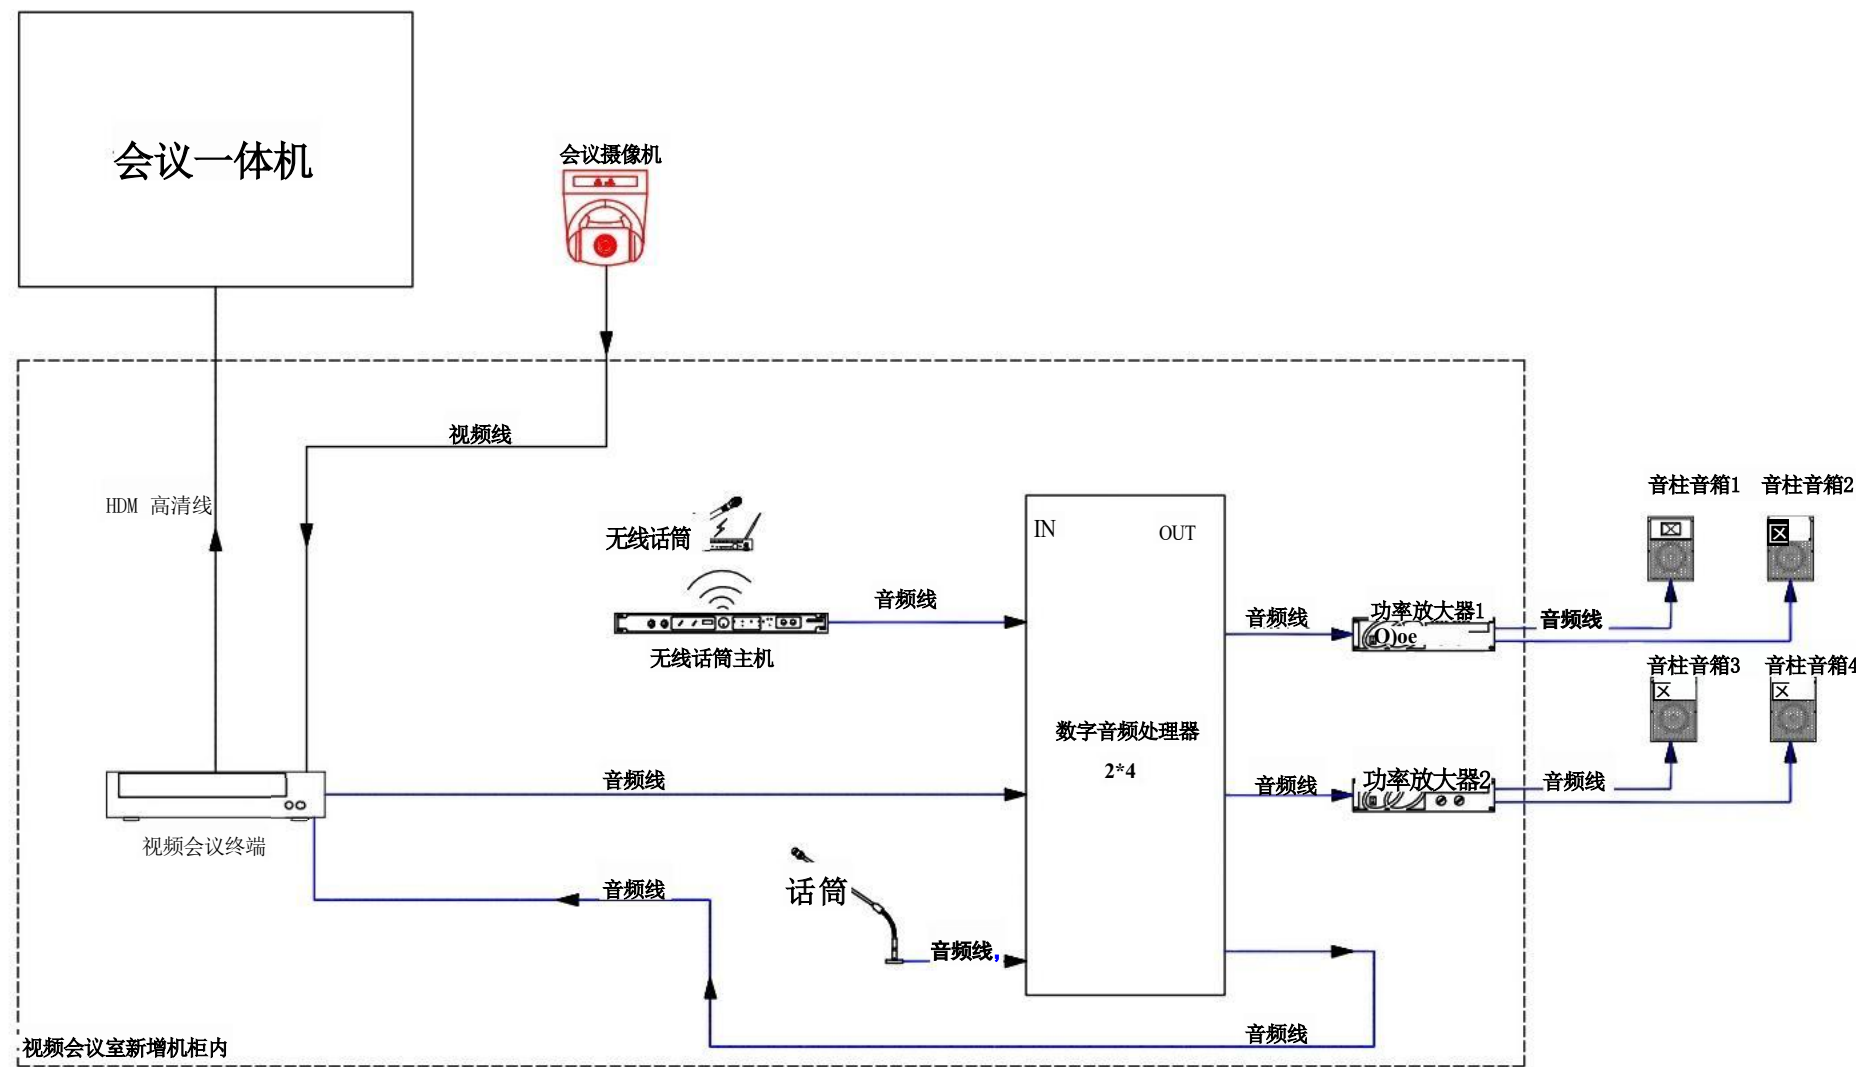 会议一体机
会议摄像机
视频线
HDM 高清线
音柱音箱1
音柱音箱2
无线话筒
IN
OUT
音频线
音频线
功率放大器1
O)oe
音频线
无线话筒主机
音柱音箱3
音柱音箱4
数字音频处理器
2*4
音频线
音频线
功率放大器2
音频线
视频会议终端
音频线
话筒
音频线,
音频线
视频会议室新增机柜内